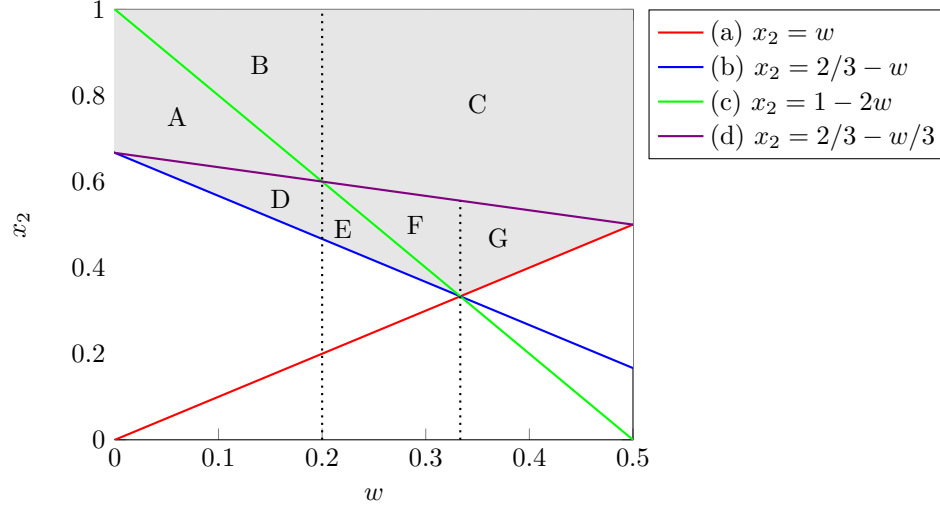 1
0.8
0.6
0.4
0.2
0
x₂
A
B
C
D
E
F
G
0
0.1
0.2
0.3
0.4
0.5
w
(a) x₂ = w
(b) x₂ = 2/3 − w
(c) x₂ = 1 − 2w
(d) x₂ = 2/3 − w/3